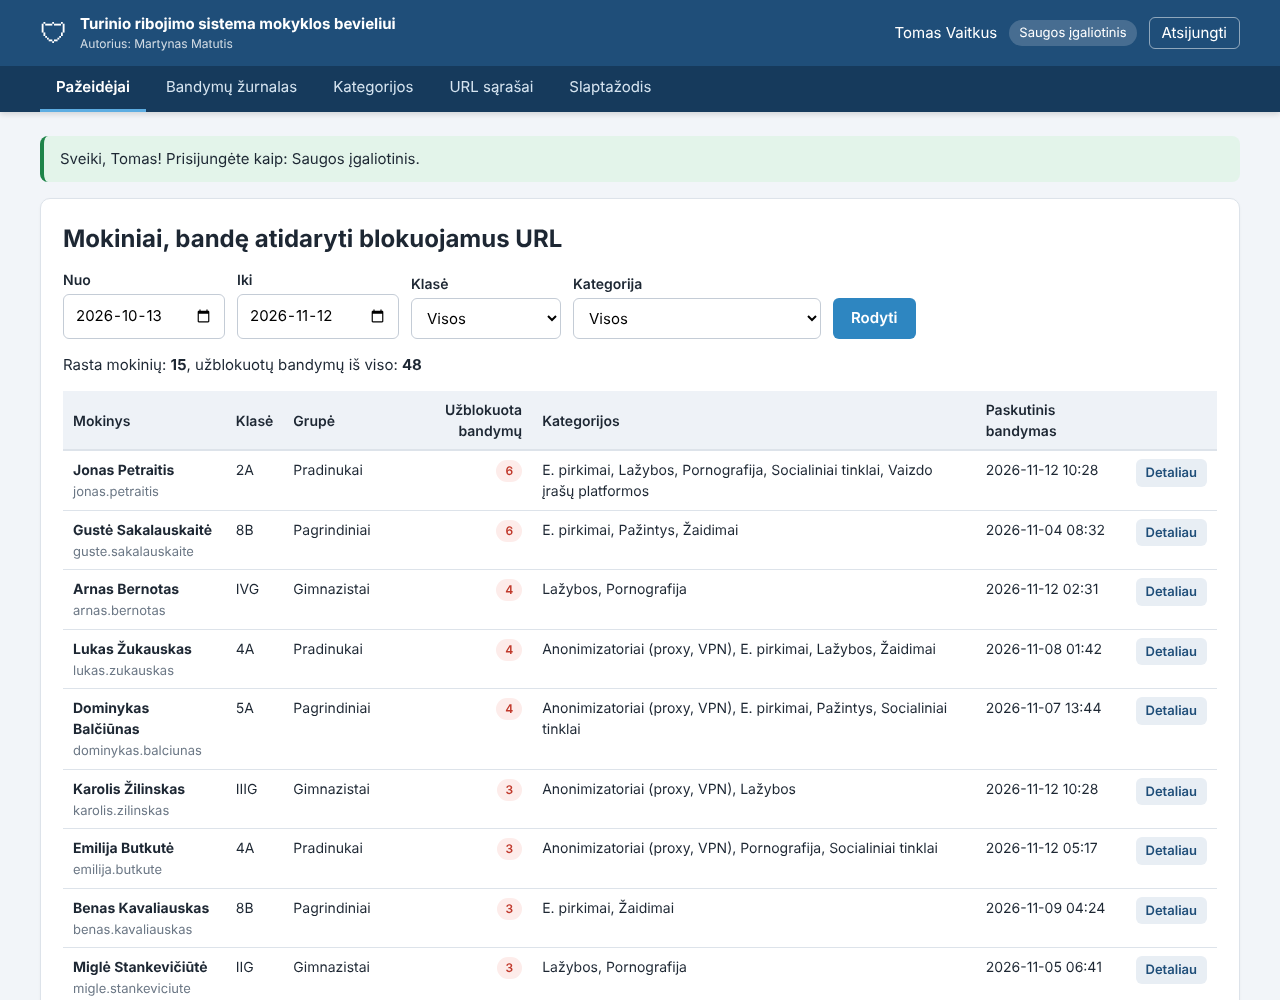 Turinio ribojimo sistema mokyklos bevieliui
Autorius: Martynas Matutis
Tomas Vaitkus
Saugos įgaliotinis
Atsijungti
Pažeidėjai
Bandymų žurnalas
Kategorijos
URL sąrašai
Slaptažodis
Sveiki, Tomas! Prisijungėte kaip: Saugos įgaliotinis.
Mokiniai, bandę atidaryti blokuojamus URL
Nuo
Iki
Klasė
Kategorija
2026-10-13
2026-11-12
Visos
Visos
Rodyti
Rasta mokinių: 15, užblokuotų bandymų iš viso: 48
Mokinys
Klasė
Grupė
Užblokuota
bandymų
Kategorijos
Paskutinis
bandymas
Jonas Petraitis
jonas.petraitis
2A
Pradinukai
6
E. pirkimai, Lažybos, Pornografija, Socialiniai tinklai, Vaizdo
įrašų platformos
2026-11-12 10:28
Detaliau
Gustė Sakalauskaitė
guste.sakalauskaite
8B
Pagrindiniai
6
E. pirkimai, Pažintys, Žaidimai
2026-11-04 08:32
Detaliau
Arnas Bernotas
arnas.bernotas
IVG
Gimnazistai
4
Lažybos, Pornografija
2026-11-12 02:31
Detaliau
Lukas Žukauskas
lukas.zukauskas
4A
Pradinukai
4
Anonimizatoriai (proxy, VPN), E. pirkimai, Lažybos, Žaidimai
2026-11-08 01:42
Detaliau
Dominykas
Balčiūnas
dominykas.balciunas
5A
Pagrindiniai
4
Anonimizatoriai (proxy, VPN), E. pirkimai, Pažintys, Socialiniai
tinklai
2026-11-07 13:44
Detaliau
Karolis Žilinskas
karolis.zilinskas
IIIG
Gimnazistai
3
Anonimizatoriai (proxy, VPN), Lažybos
2026-11-12 10:28
Detaliau
Emilija Butkutė
emilija.butkute
4A
Pradinukai
3
Anonimizatoriai (proxy, VPN), Pornografija, Socialiniai tinklai
2026-11-12 05:17
Detaliau
Benas Kavaliauskas
benas.kavaliauskas
8B
Pagrindiniai
3
E. pirkimai, Žaidimai
2026-11-09 04:24
Detaliau
Miglė Stankevičiūtė
migle.stankeviciute
IIG
Gimnazistai
3
Lažybos, Pornografija
2026-11-05 06:41
Detaliau